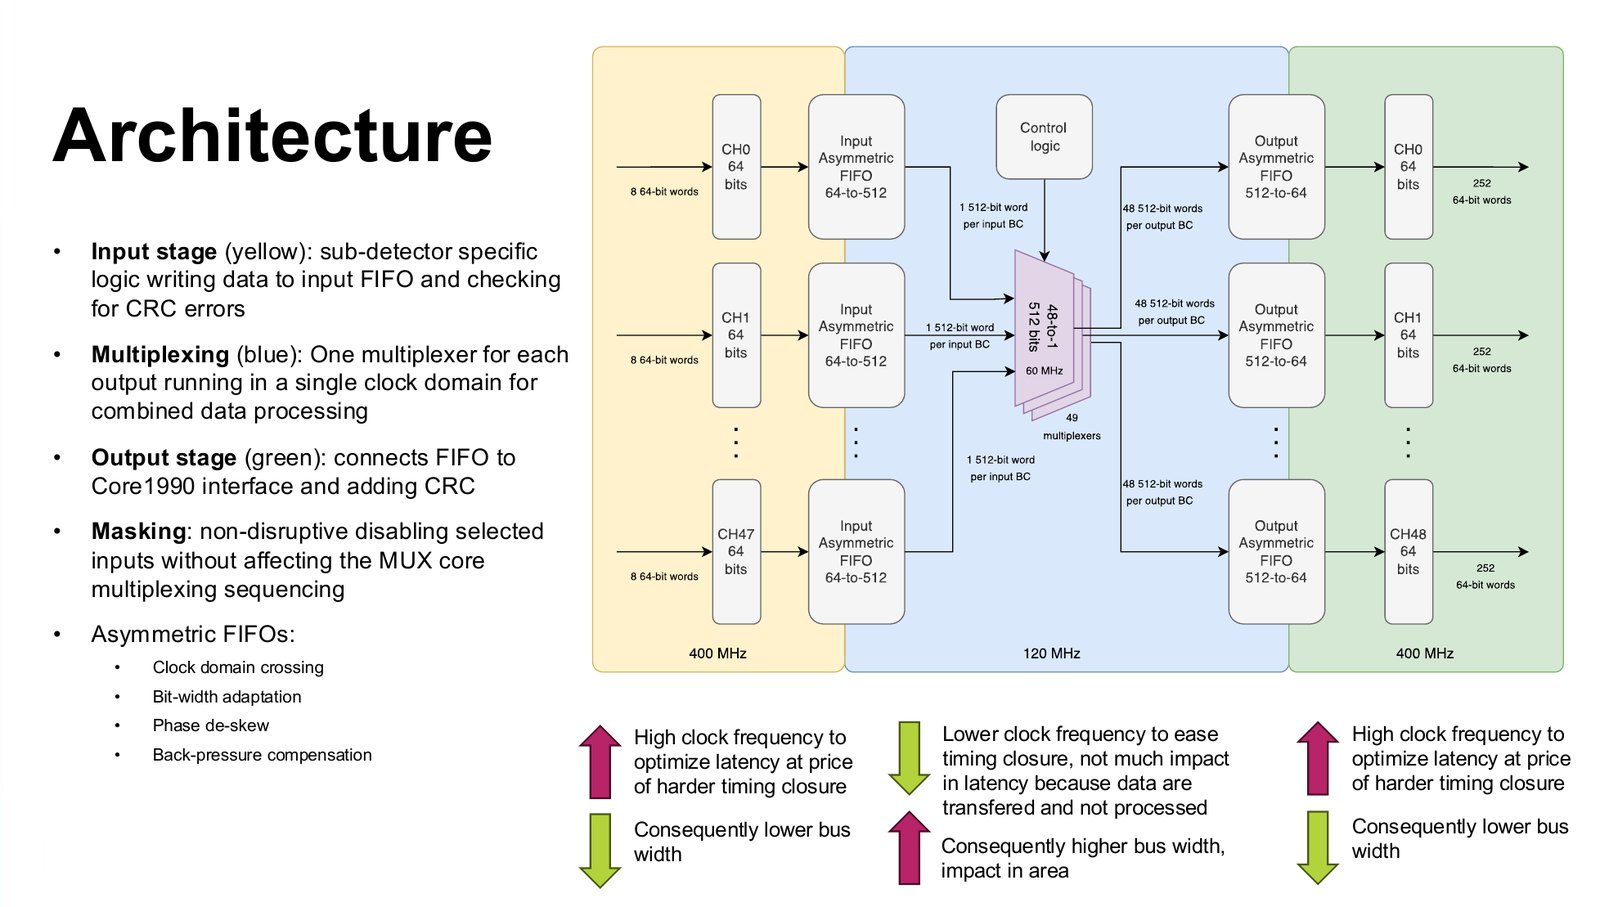 Architecture
• Input stage (yellow): sub-detector specific
logic writing data to input FIFO and checking
for CRC errors
• Multiplexing (blue): One multiplexer for each
output running in a single clock domain for
combined data processing
• Output stage (green): connects FIFO to
Core1990 interface and adding CRC
• Masking: non-disruptive disabling selected
inputs without affecting the MUX core
multiplexing sequencing
• Asymmetric FIFOs:
• Clock domain crossing
• Bit-width adaptation
• Phase de-skew
• Back-pressure compensation
8 64-bit words
CH0
64
bits
Input
Asymmetric
FIFO
64-to-512
1 512-bit word
per input BC
Control
logic
48 512-bit words
per output BC
Output
Asymmetric
FIFO
512-to-64
CH0
64
bits
252
64-bit words
8 64-bit words
CH1
64
bits
Input
Asymmetric
FIFO
64-to-512
1 512-bit word
per input BC
48-to-1
512 bits
60 MHz
49
multiplexers
48 512-bit words
per output BC
Output
Asymmetric
FIFO
512-to-64
CH1
64
bits
252
64-bit words
8 64-bit words
CH47
64
bits
Input
Asymmetric
FIFO
64-to-512
1 512-bit word
per input BC
48 512-bit words
per output BC
Output
Asymmetric
FIFO
512-to-64
CH48
64
bits
252
64-bit words
400 MHz
120 MHz
400 MHz
High clock frequency to
optimize latency at price
of harder timing closure
Consequently lower bus
width
Lower clock frequency to ease
timing closure, not much impact
in latency because data are
transfered and not processed
Consequently higher bus width,
impact in area
High clock frequency to
optimize latency at price
of harder timing closure
Consequently lower bus
width